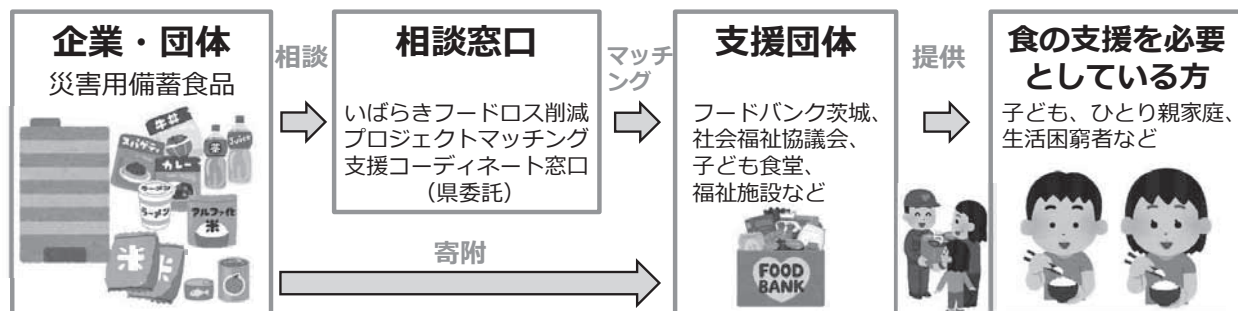 企業・団体
災害用備蓄食品
牛丼
スパゲティ
カレー
茶
Juice
ラーメン
アルファ化
米
米
相談
相談窓口
いばらきフードロス削減
プロジェクトマッチング
支援コーディネート窓口
（県委託）
マッチ
ング
支援団体
フードバンク茨城、
社会福祉協議会、
子ども食堂、
福祉施設など
FOOD
BANK
提供
食の支援を必要
としている方
子ども、ひとり親家庭、
生活困窮者など
寄附